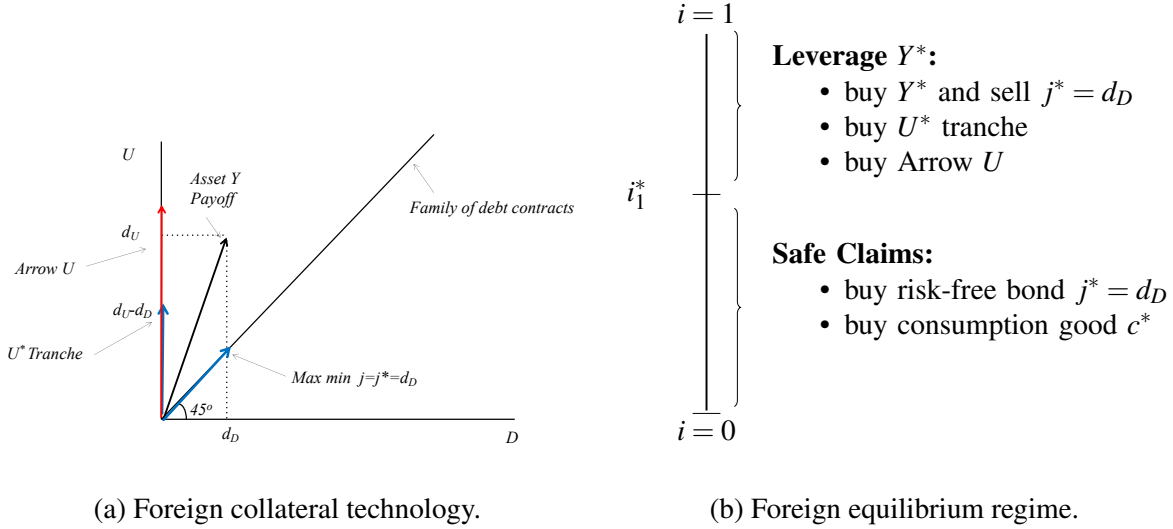 U
Asset Y
Payoff
Family of debt contracts
d_U
Arrow U
d_U-d_D
U* Tranche
Max min j=j*=d_D
45°
d_D
D
(a) Foreign collateral technology.
i = 1
Leverage Y*:
• buy Y* and sell j* = d_D
• buy U* tranche
• buy Arrow U
i_1^*
Safe Claims:
• buy risk-free bond j* = d_D
• buy consumption good c*
i = 0
(b) Foreign equilibrium regime.